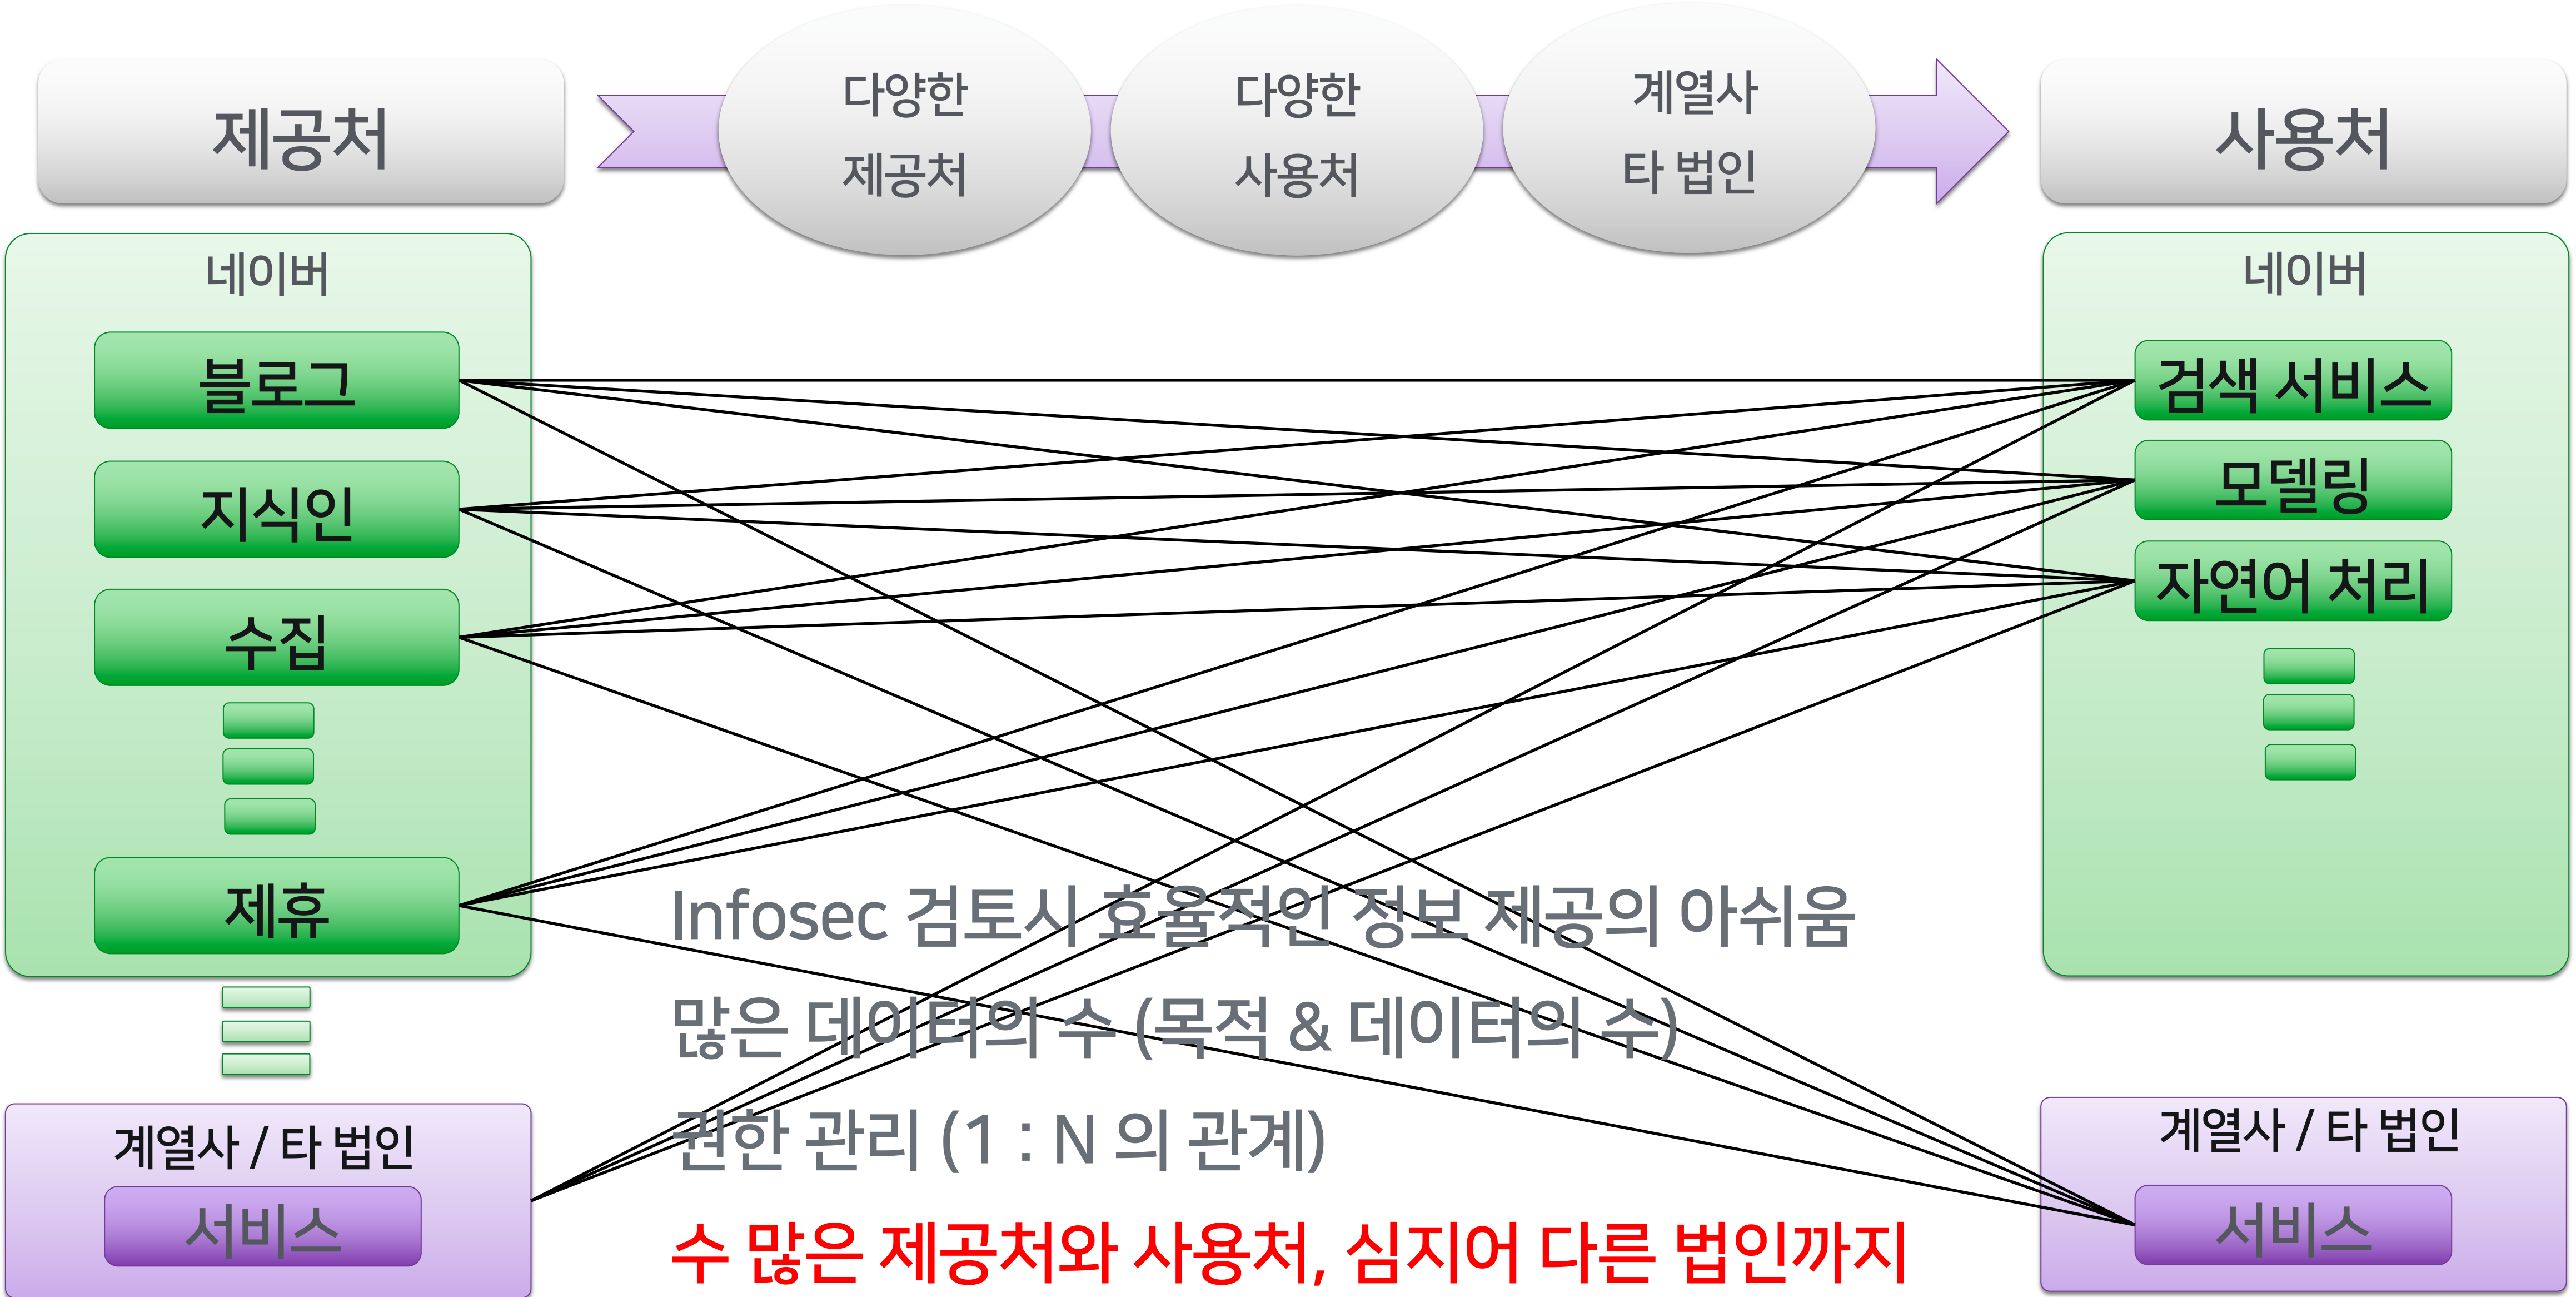 제공처
다양한
제공처
다양한
사용처
계열사
타 법인
사용처
네이버
블로그
지식인
수집
제휴
계열사 / 타 법인
서비스
네이버
검색 서비스
모델링
자연어 처리
계열사 / 타 법인
서비스
Infosec 검토시 효율적인 정보 제공의 아쉬움
많은 데이터의 수 (목적 & 데이터의 수)
권한 관리 (1 : N 의 관계)
수 많은 제공처와 사용처, 심지어 다른 법인까지